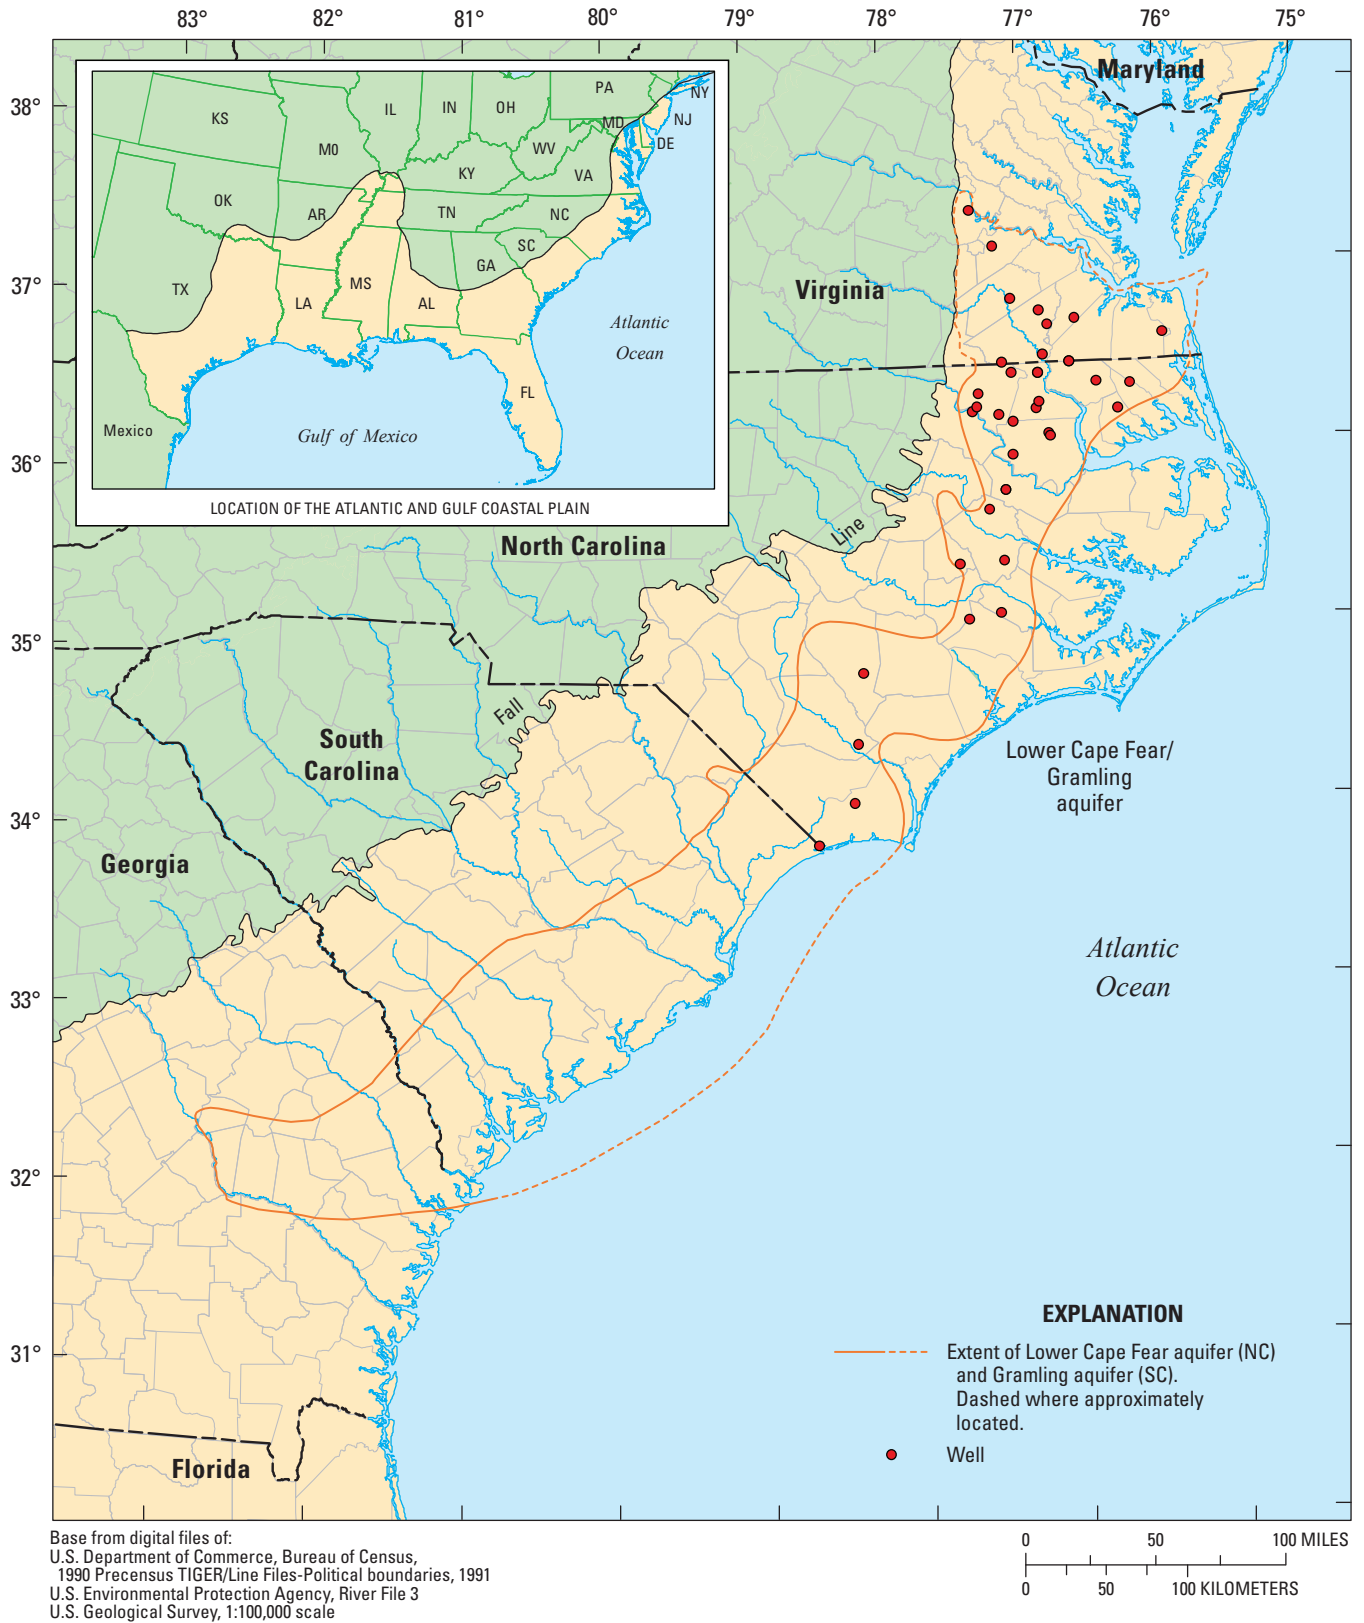 83°
82°
81°
80°
79°
78°
77°
76°
75°
38°
37°
36°
35°
34°
33°
32°
31°
KS
MO
IL
IN
OH
PA
NY
NJ
MD
DE
WV
VA
KY
OK
AR
TN
NC
SC
GA
TX
LA
MS
AL
FL
Mexico
Gulf of Mexico
Atlantic
Ocean
LOCATION OF THE ATLANTIC AND GULF COASTAL PLAIN
Maryland
Virginia
North Carolina
Line
Fall
South
Carolina
Georgia
Florida
Lower Cape Fear/
Gramling
aquifer
Atlantic
Ocean
EXPLANATION
Extent of Lower Cape Fear aquifer (NC)
and Gramling aquifer (SC).
Dashed where approximately
located.
Well
Base from digital files of:
U.S. Department of Commerce, Bureau of Census,
1990 Precensus TIGER/Line Files-Political boundaries, 1991
U.S. Environmental Protection Agency, River File 3
U.S. Geological Survey, 1:100,000 scale
0 50 100 MILES
0 50 100 KILOMETERS